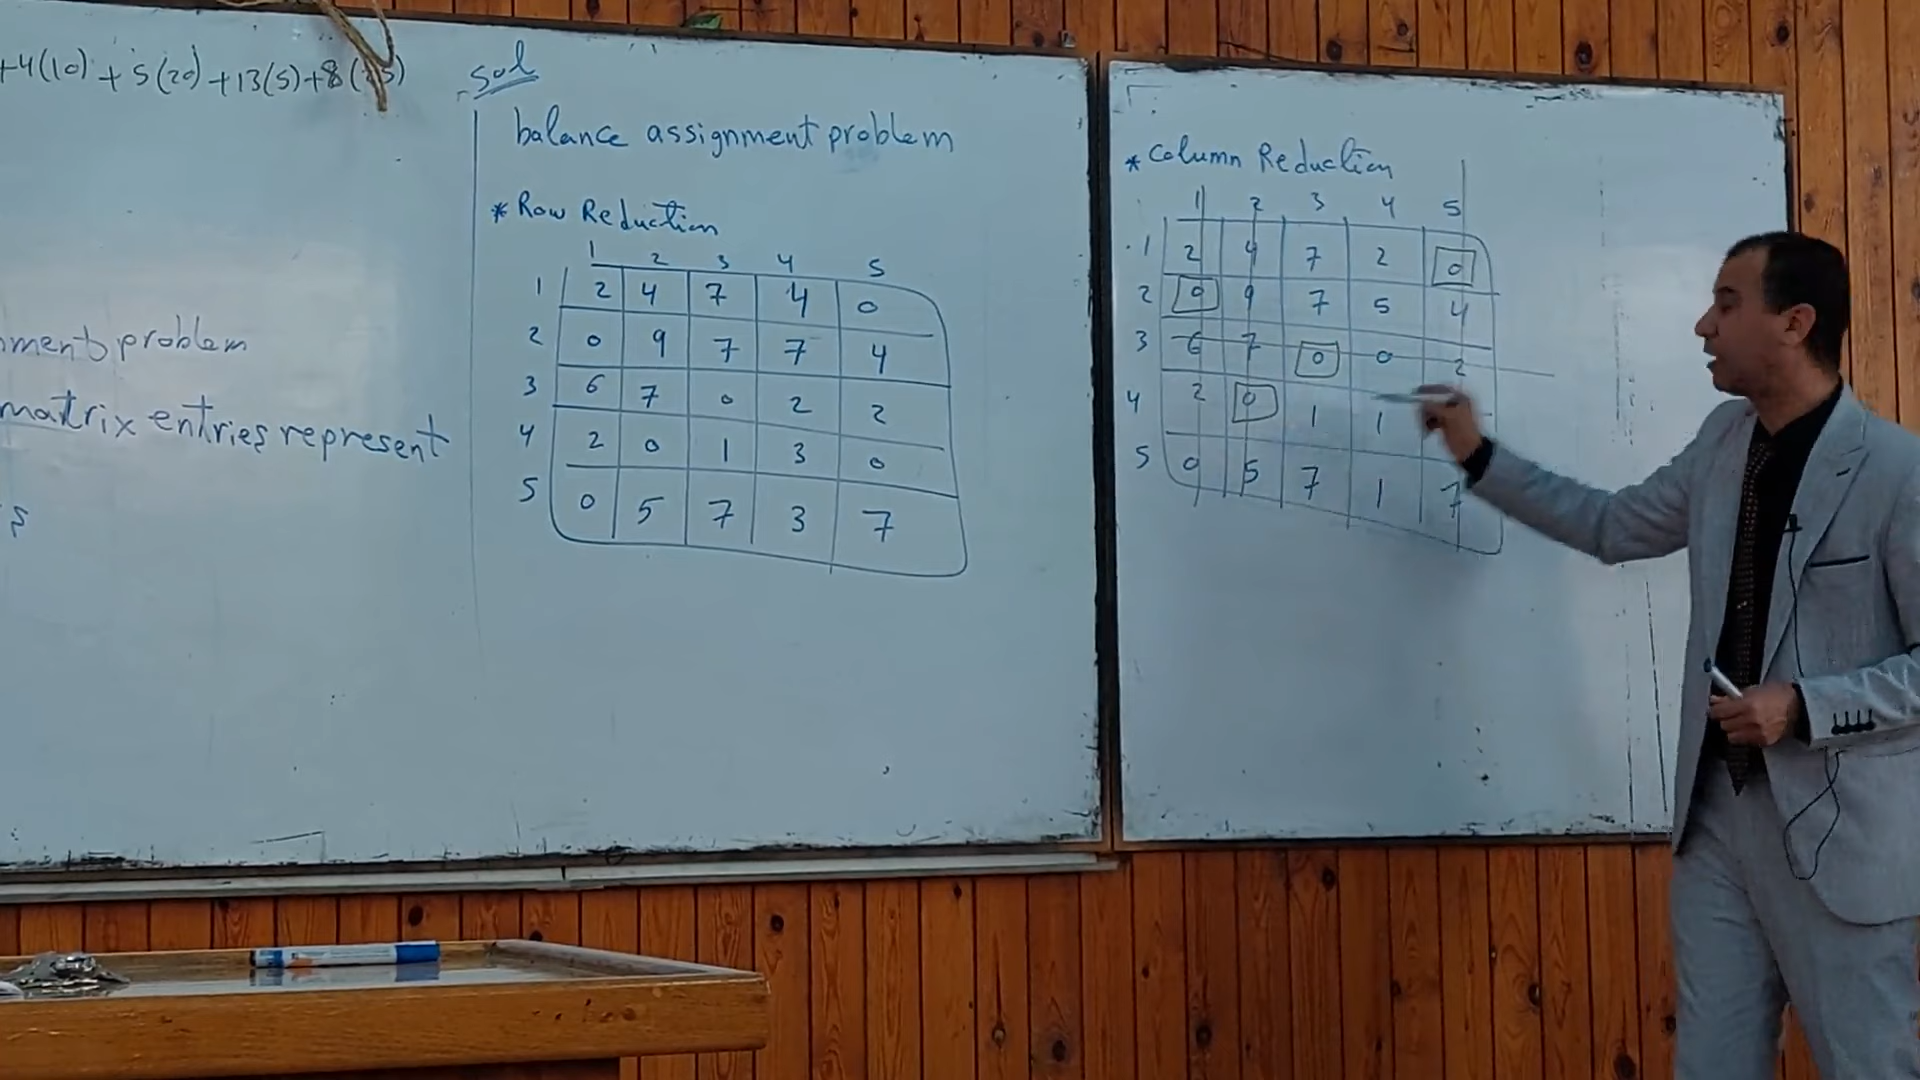 +4(10) + 5(20) + 13(5) + 8(
sol
balance assignment problem
* Row Reduction
1 2 3 4 5
1 2 4 7 4 0
2 0 9 7 7 4
3 6 7 0 2 2
4 2 0 1 3 0
5 0 5 7 3 7
nment problem
matrix entries represent
* Column Reduction
1 2 3 4 5
1 2 4 7 2 0
2 0 9 7 5 4
3 6 7 0 0 2
4 2 0 1 1
5 0 5 7 1 7